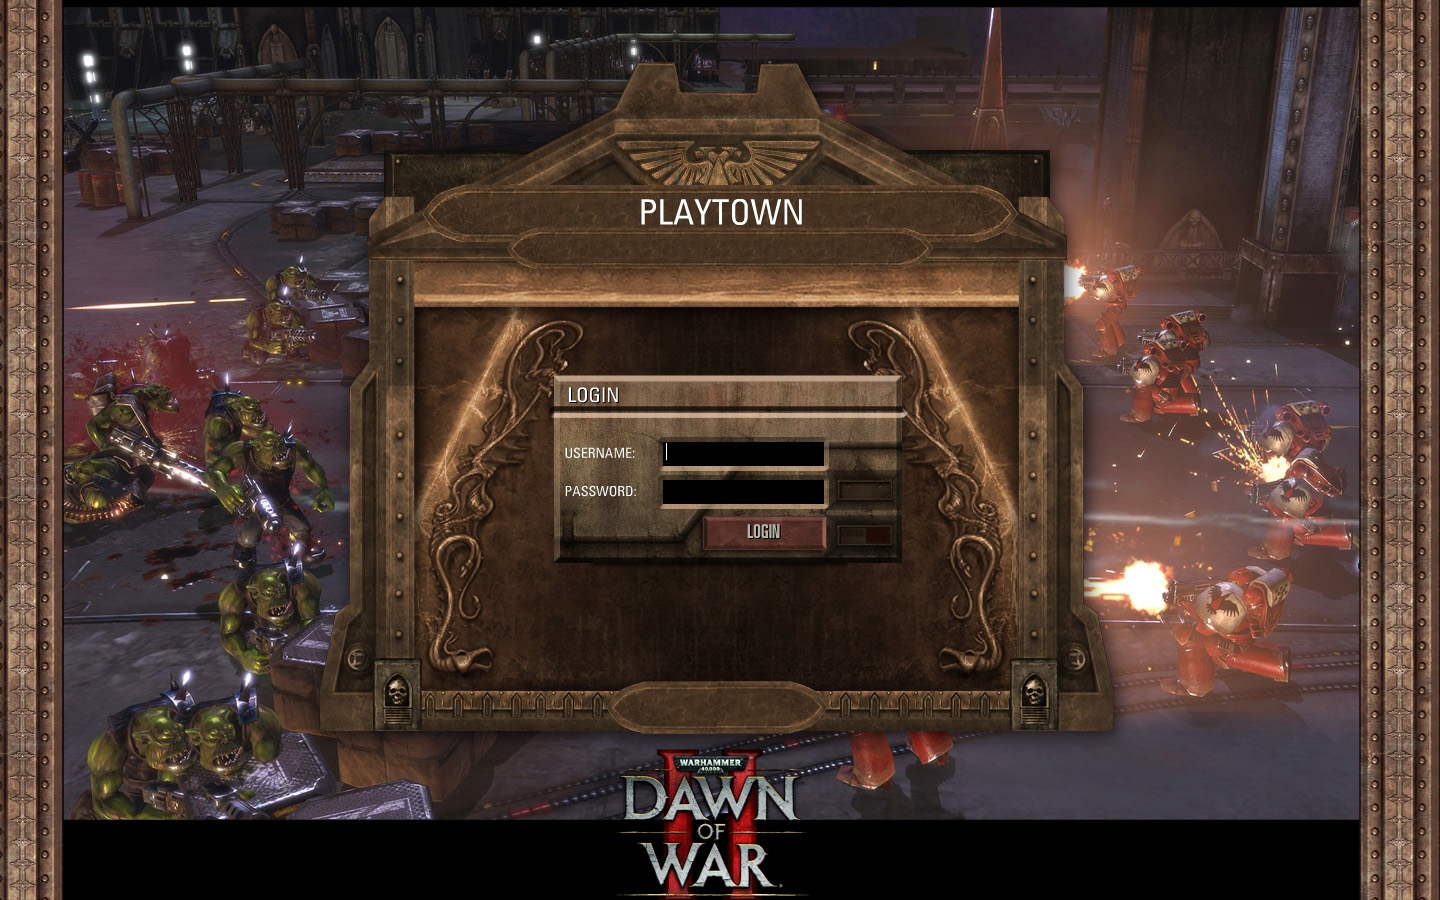 PLAYTOWN
LOGIN
USERNAME:
PASSWORD:
LOGIN
WARHAMMER
40,000
DAWN
OF
WAR
II